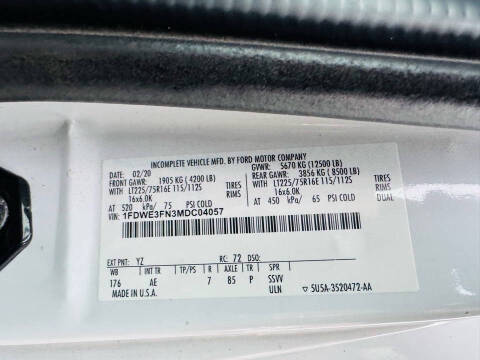 INCOMPLETE VEHICLE MFD. BY FORD MOTOR COMPANY
02/20 GVWR: 5670 KG (12500 LB)
FRONT GAWR: 1905 KG (4200 LB) REAR GAWR: 3856 KG (8500 LB)
WITH LT225/75R16E 115/112S TIRES WITH LT225/75R16E 115/112S TIRES
16x6.0K RIMS 16x6.0K RIMS
AT 520 kPa/ 75 PSI COLD AT 450 kPa/ 65 PSI COLD DUAL
VIN: 1FDWE3FN3MDC04057
EXT PNT: YZ RC: 72 DSO:
WB INT TR TP/PS R AXLE TR SPR
176 AE 7 85 P SSVV
MADE IN U.S.A. ULN ▽ 5U5A-3520472-AA